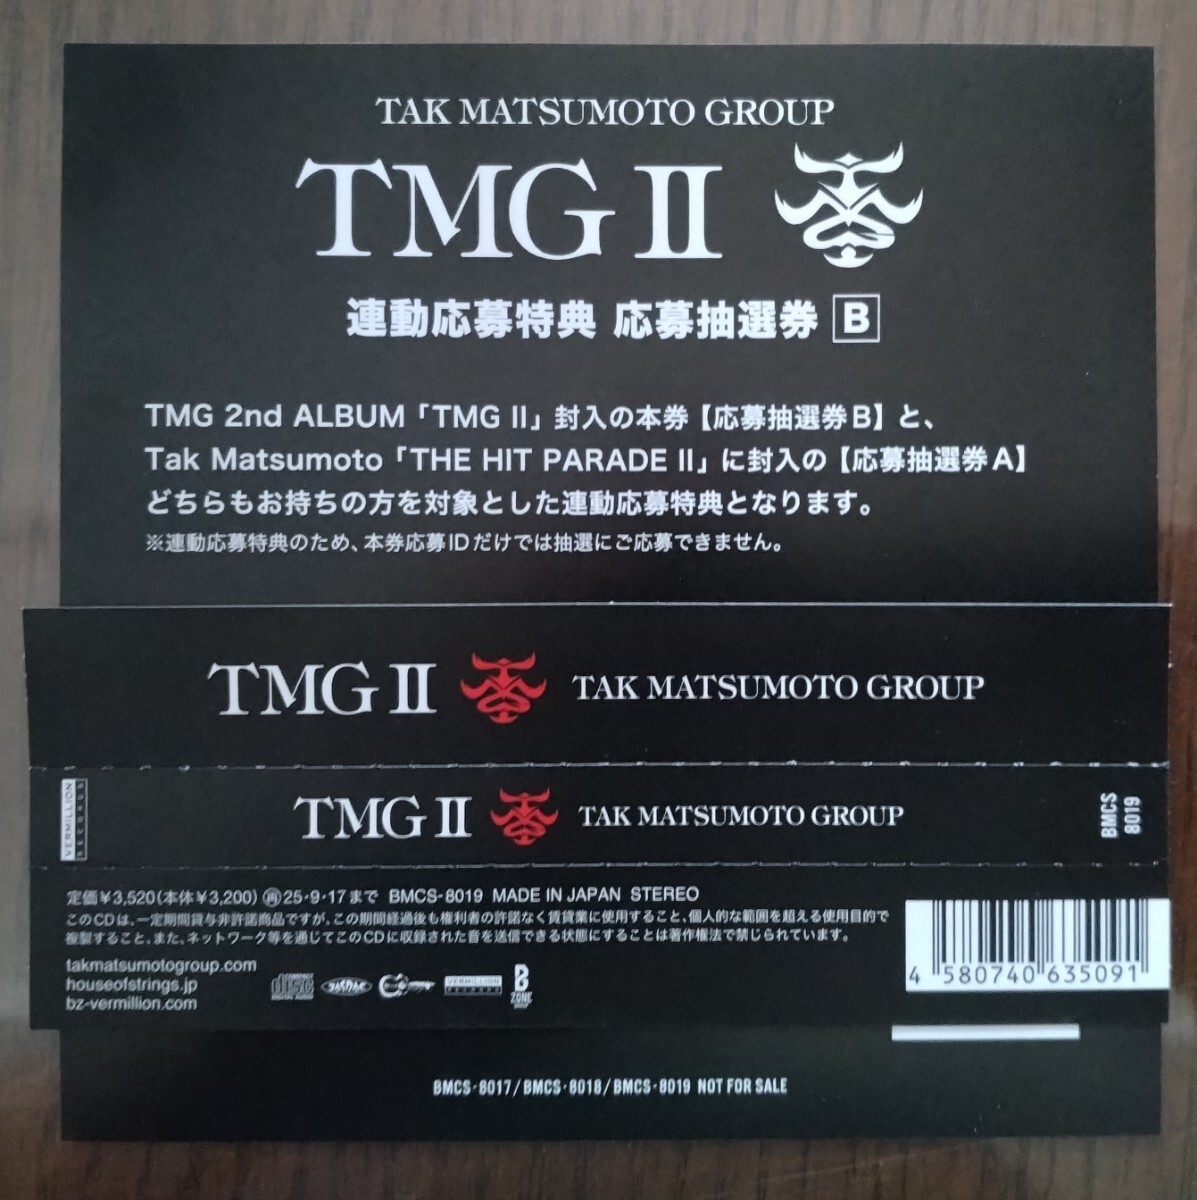 TAK MATSUMOTO GROUP
TMG II
連動応募特典 応募抽選券 B
TMG 2nd ALBUM「TMG II」封入の本券【応募抽選券B】と、
Tak Matsumoto「THE HIT PARADE II」に封入の【応募抽選券A】
どちらもお持ちの方を対象とした連動応募特典となります。
※連動応募特典のため、本券応募IDだけでは抽選にご応募できません。
TMG II TAK MATSUMOTO GROUP
VERMILLION RECORDS
TMG II TAK MATSUMOTO GROUP
BMCS
8019
定価¥3,520(本体¥3,200) 再 25・9・17まで BMCS-8019 MADE IN JAPAN STEREO
このCDは、一定期間貸与非許諾商品ですが、この期間経過後も権利者の許諾なく賃貸業に使用すること、個人的な範囲を超える使用目的で
複製すること、また、ネットワーク等を通じてこのCDに収録された音を送信できる状態にすることは著作権法で禁じられています。
takmatsumotogroup.com
houseofstrings.jp
bz-vermillion.com
disc
DIGITAL AUDIO
VERMILLION
RECORDS
B
ZONE
4 580740 635091
BMCS-8017/BMCS-8018/BMCS-8019 NOT FOR SALE